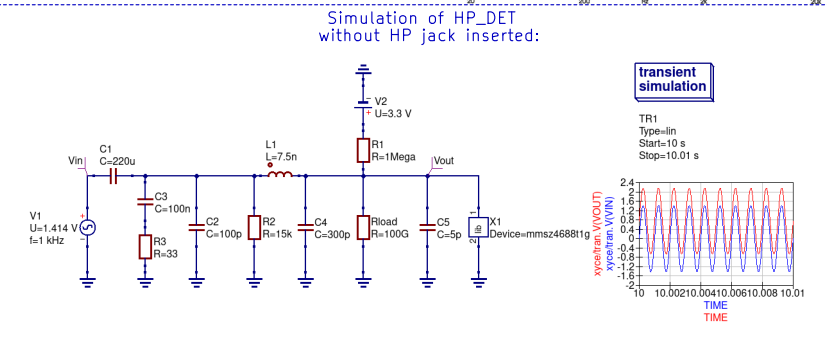 Simulation of HP_DET
without HP jack inserted:
V2
U=3.3 V
R1
R=1Mega
C1
C=220u
Vin
L1
L=7.5n
Vout
V1
U=1.414 V
f=1 kHz
C3
C=100n
R3
R=33
C2
C=100p
R2
R=15k
C4
C=300p
Rload
R=100G
C5
C=5p
1
lib
2
X1
Device=mmsz4688tt1g
transient
simulation
TR1
Type=lin
Start=10 s
Stop=10.01 s
xyce/tran.V(VOUT)
xyce/tran.V(VIN)
2.4
2
1.6
1.2
0.8
0.4
0
-0.4
-0.8
-1.2
-1.6
-2
10 10.002 10.004 10.006 10.008 10.01
TIME
TIME